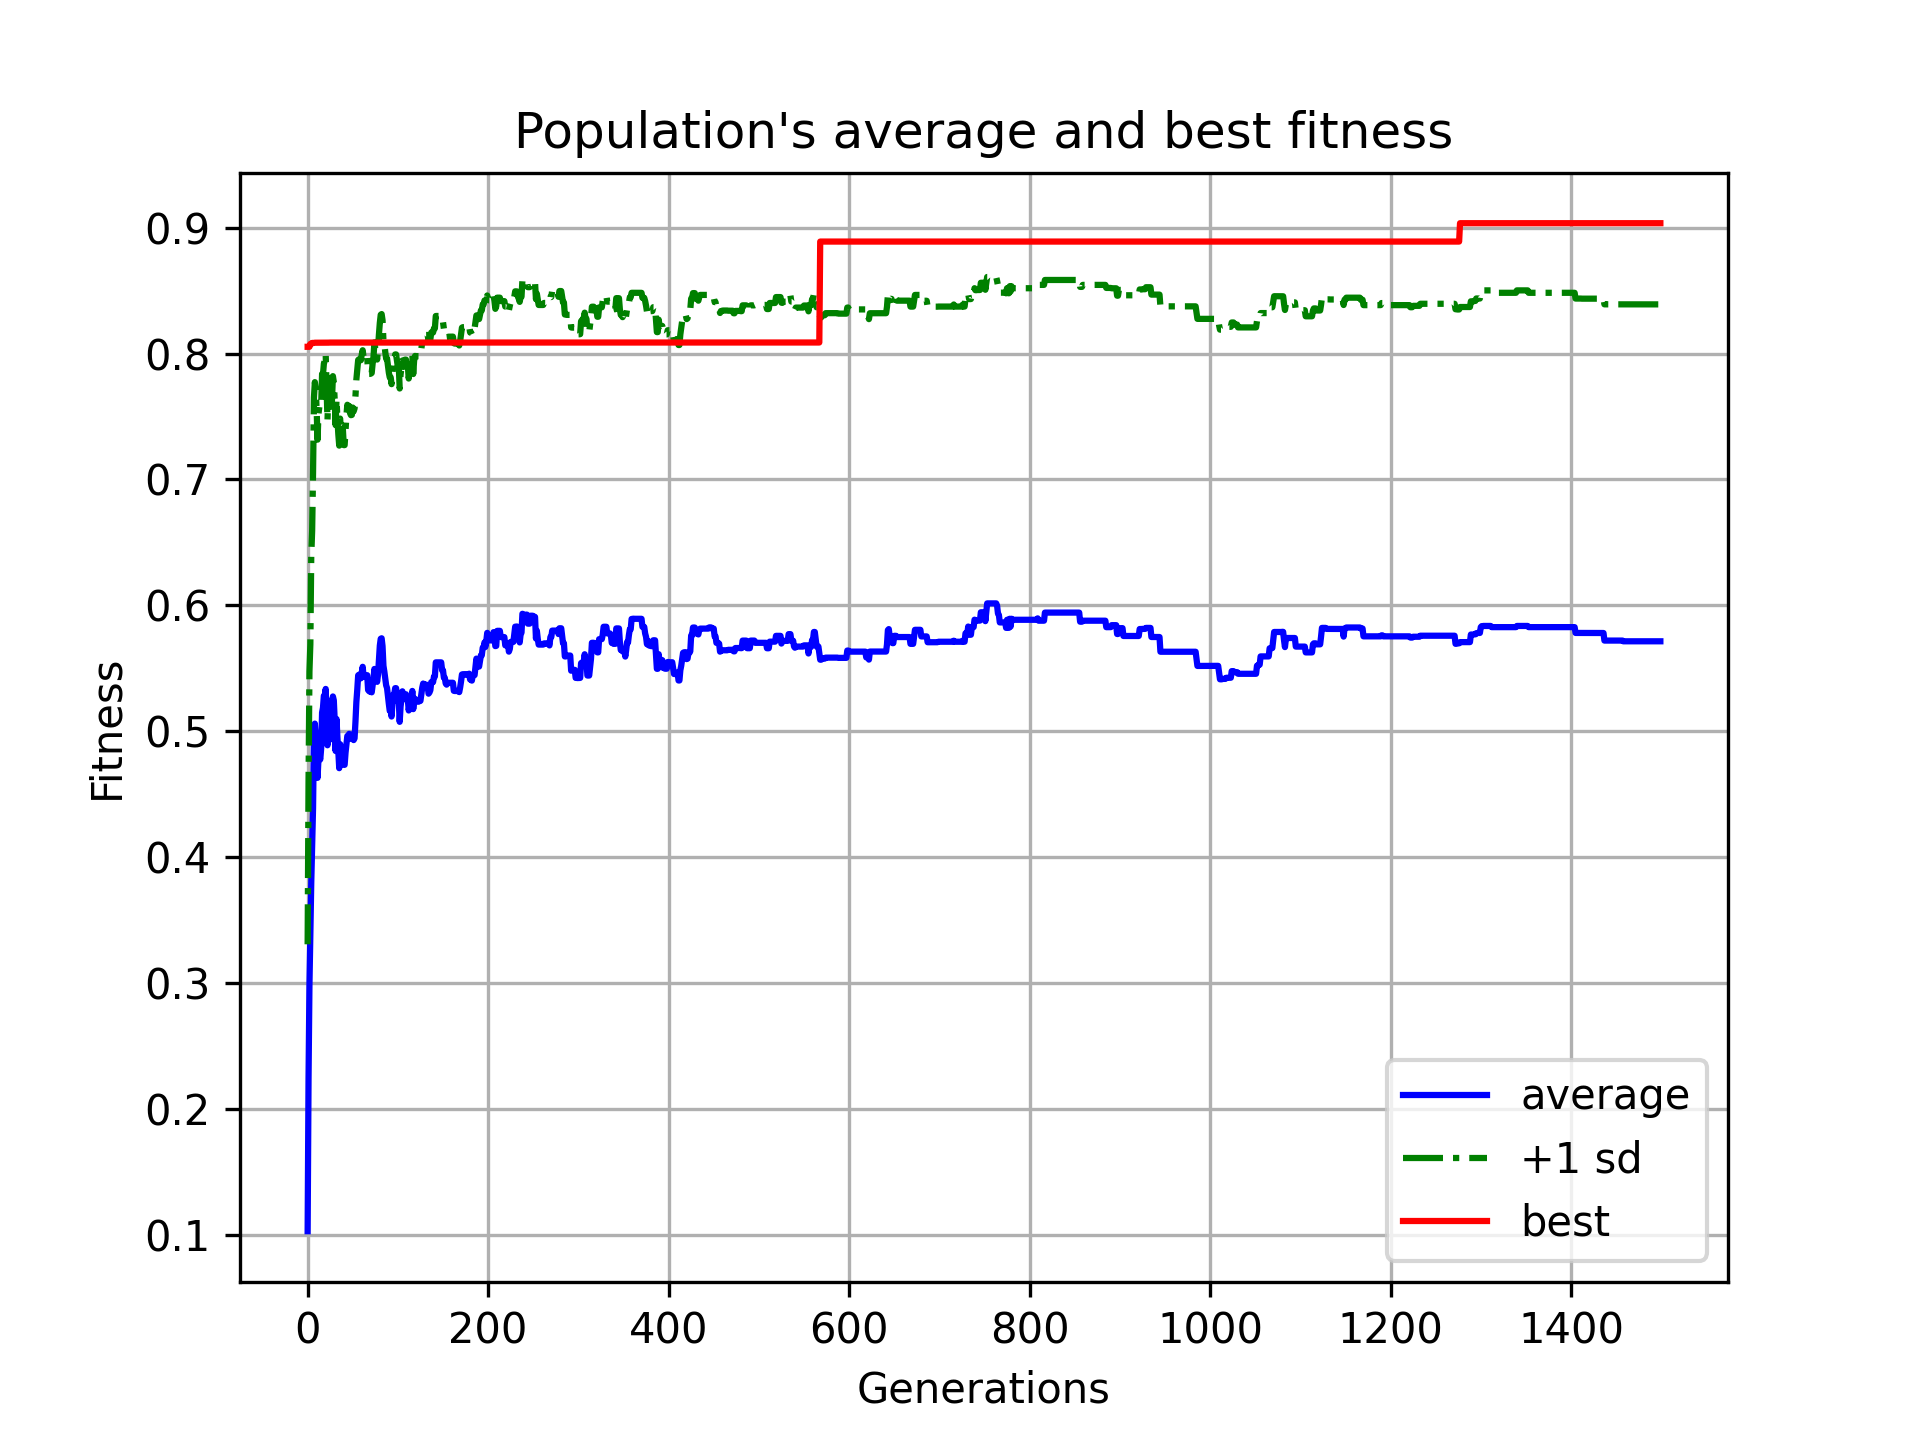 Population's average and best fitness
0.9
0.8
0.7
0.6
0.5
0.4
0.3
0.2
0.1
Fitness
average
+1 sd
best
0 200 400 600 800 1000 1200 1400
Generations